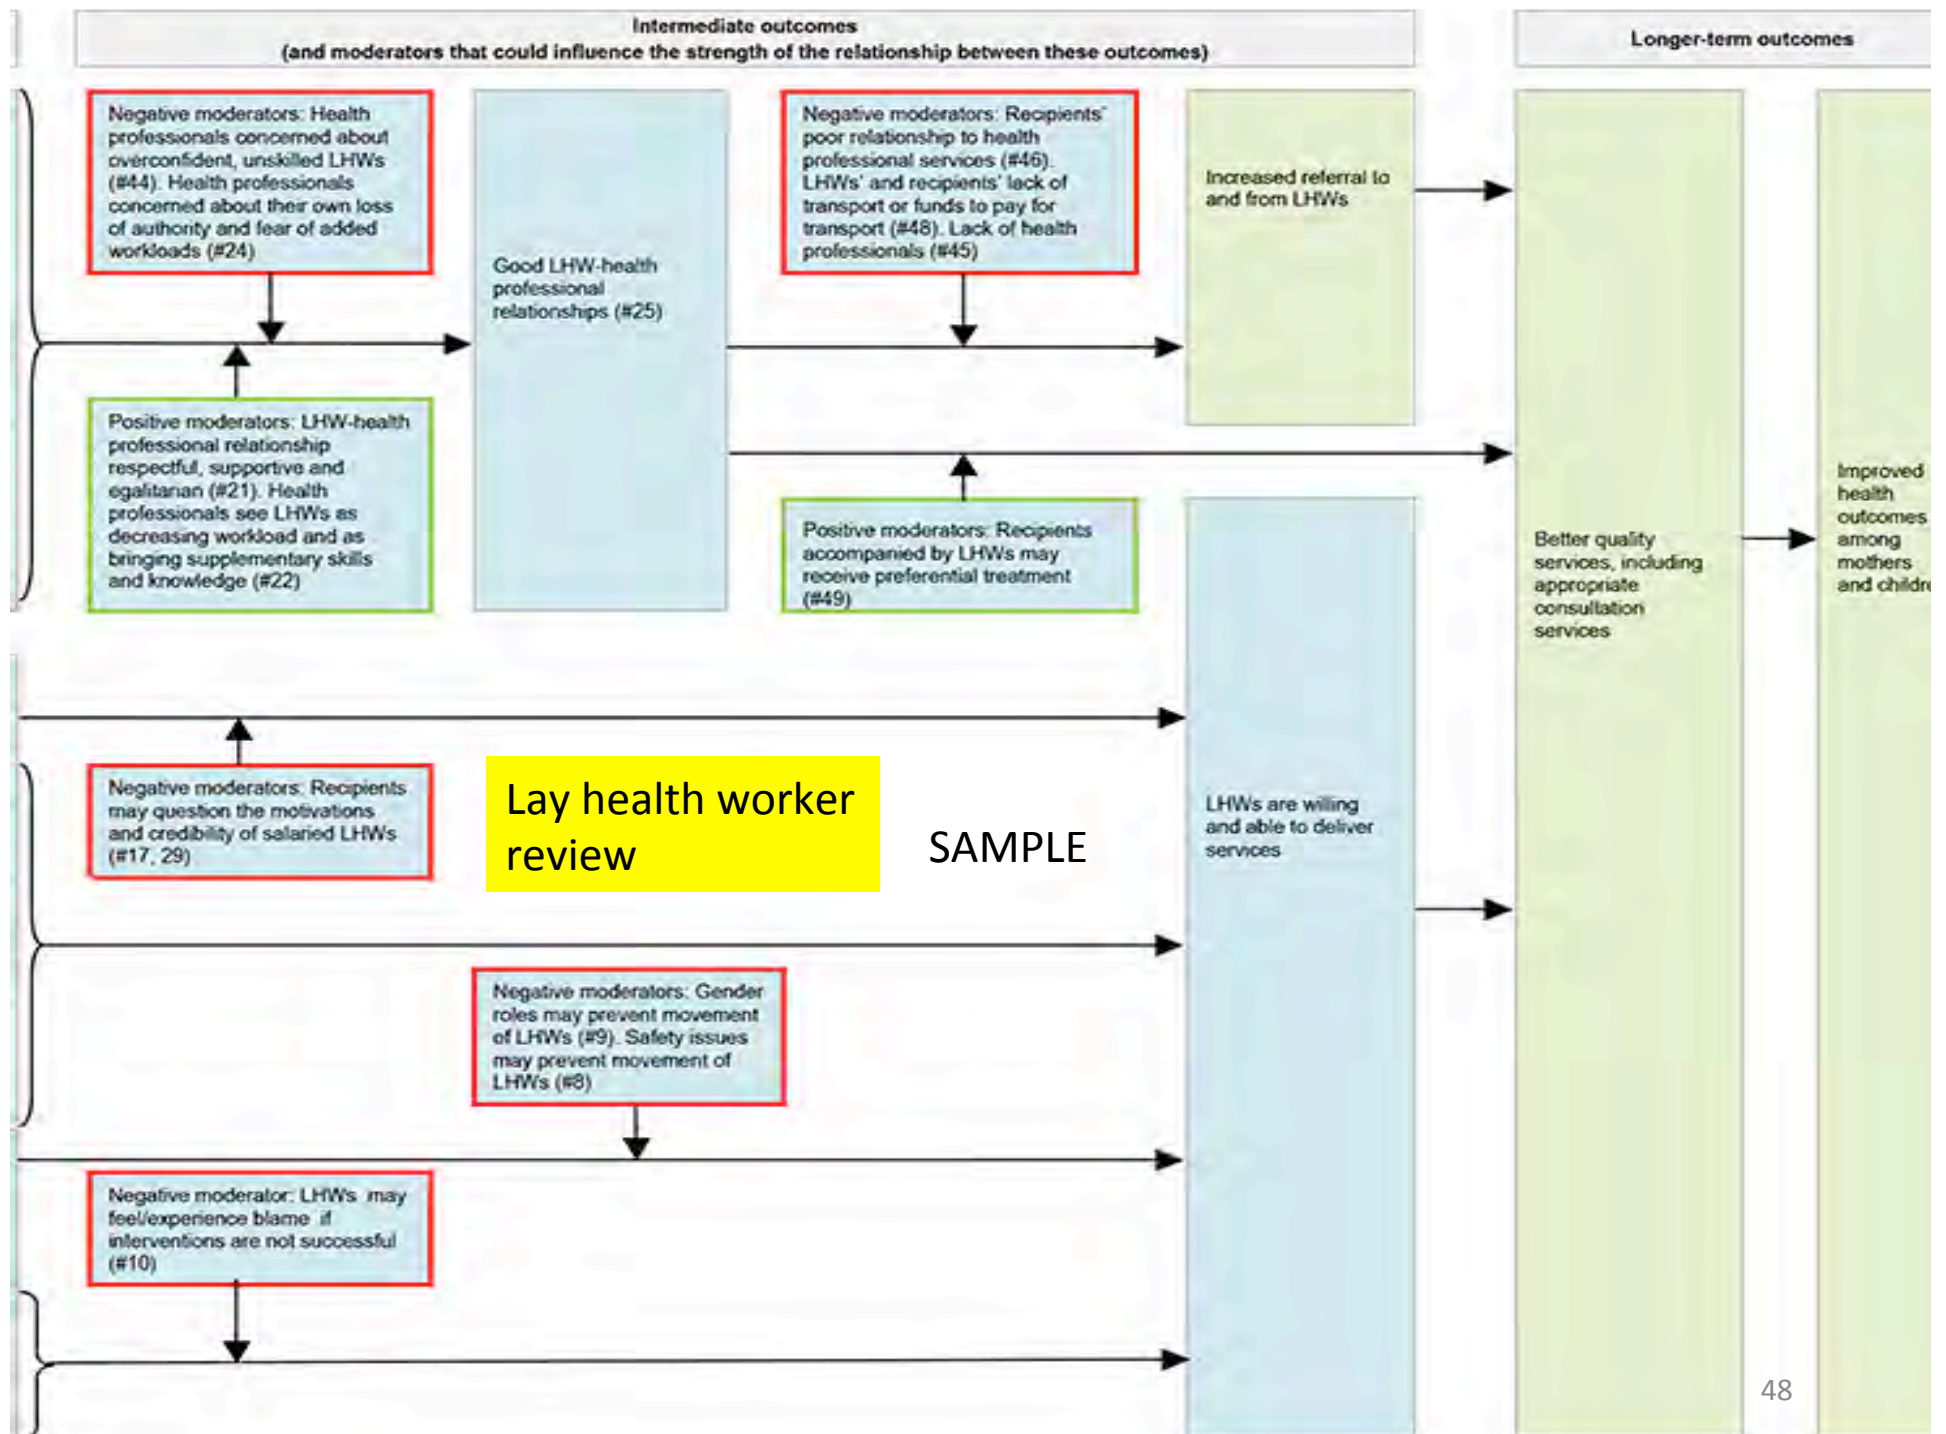 Intermediate outcomes
(and moderators that could influence the strength of the relationship between these outcomes)
Longer-term outcomes
Negative moderators: Health
professionals concerned about
overconfident, unskilled LHWs
(#44). Health professionals
concerned about their own loss
of authority and fear of added
workloads (#24)
Good LHW-health
professional
relationships (#25)
Negative moderators: Recipients'
poor relationship to health
professional services (#46).
LHWs' and recipients' lack of
transport or funds to pay for
transport (#48). Lack of health
professionals (#45)
Increased referral to
and from LHWs
Positive moderators: LHW-health
professional relationship
respectful, supportive and
egalitarian (#21). Health
professionals see LHWs as
decreasing workload and as
bringing supplementary skills
and knowledge (#22)
Positive moderators: Recipients
accompanied by LHWs may
receive preferential treatment
(#49)
Better quality
services, including
appropriate
consultation
services
Improved
health
outcomes
among
mothers
and childre
Negative moderators: Recipients
may question the motivations
and credibility of salaried LHWs
(#17, 29)
Lay health worker
review
SAMPLE
LHWs are willing
and able to deliver
services
Negative moderators: Gender
roles may prevent movement
of LHWs (#9). Safety issues
may prevent movement of
LHWs (#8)
Negative moderator: LHWs may
feel/experience blame if
interventions are not successful
(#10)
48